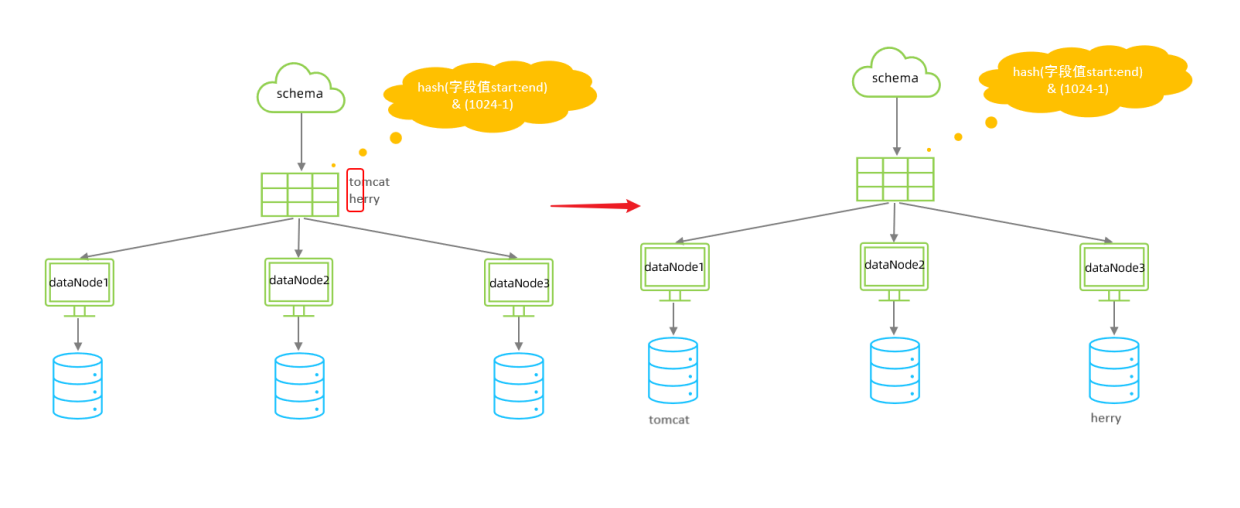 schema
hash(字段值start:end)
& (1024-1)
tomcat
herry
dataNode1
dataNode2
dataNode3
schema
hash(字段值start:end)
& (1024-1)
dataNode1
dataNode2
dataNode3
tomcat
herry